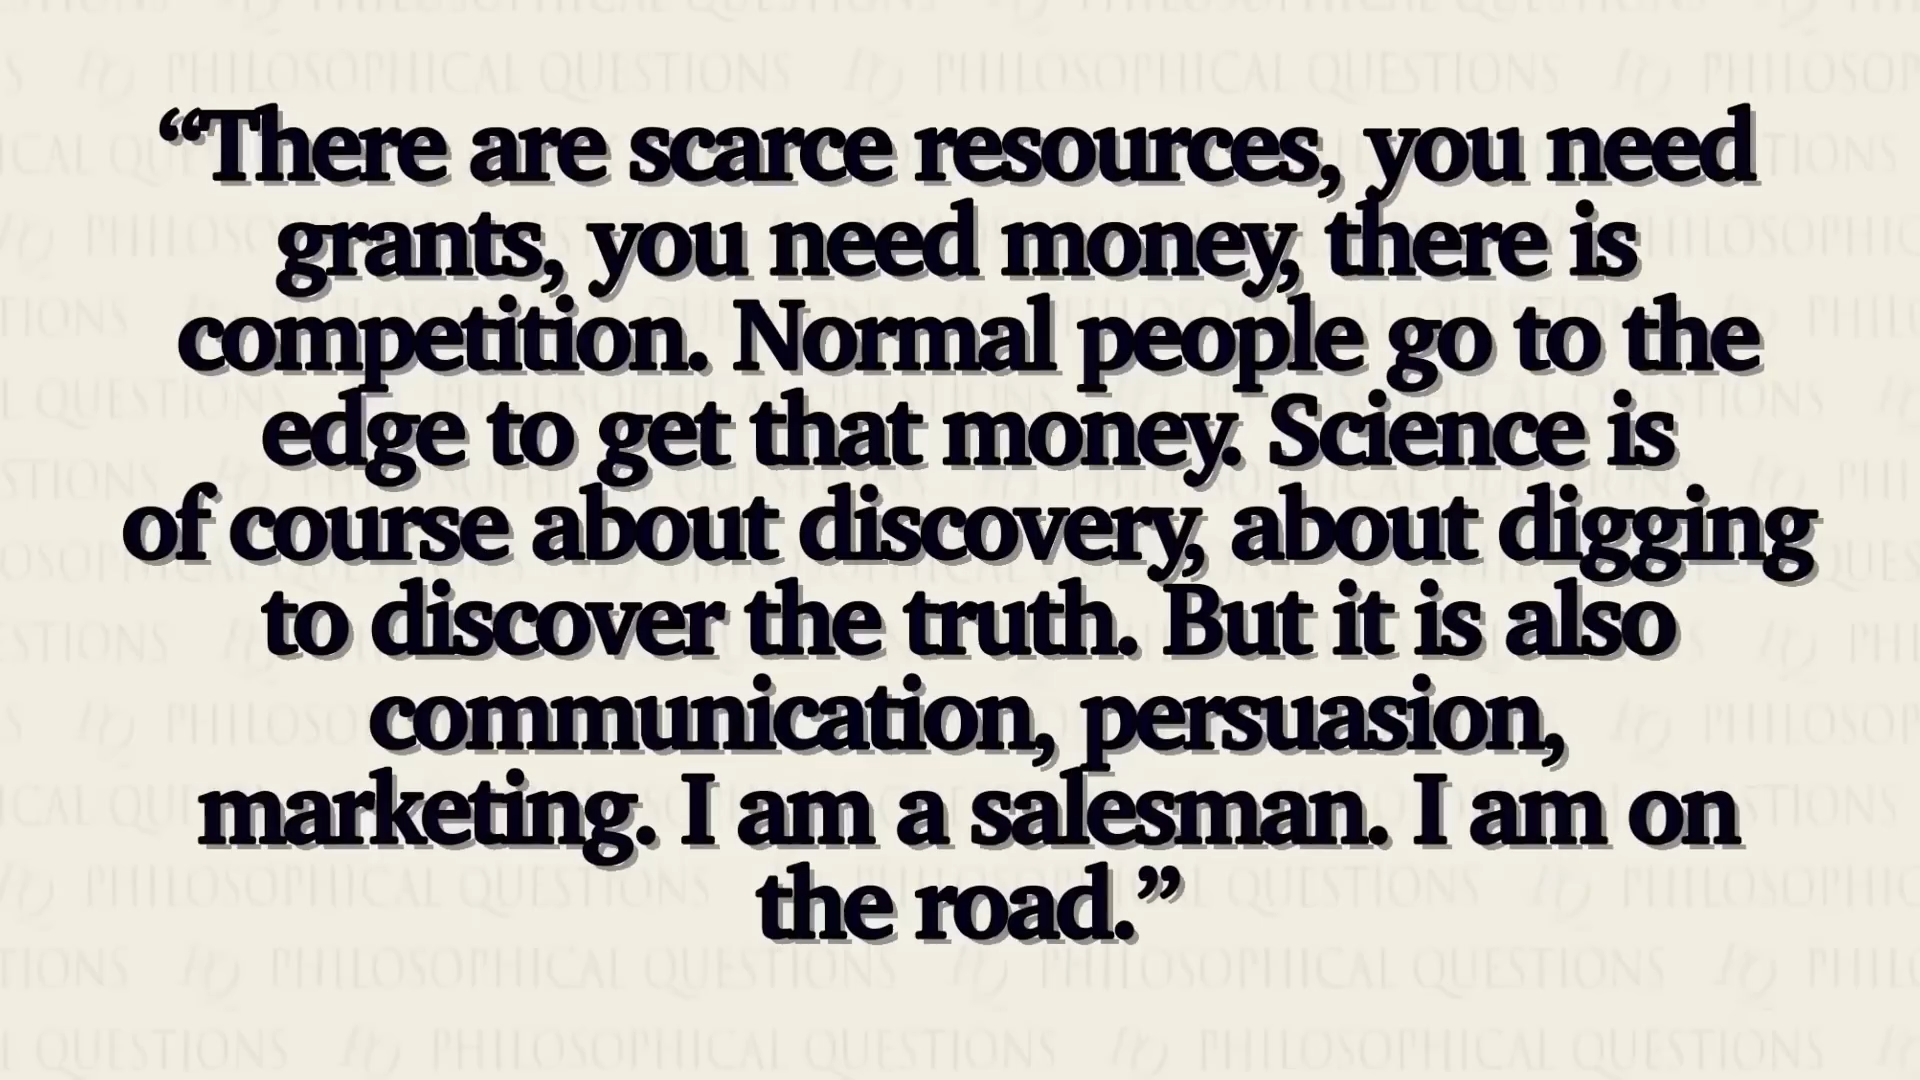 “There are scarce resources, you need
grants, you need money, there is
competition. Normal people go to the
edge to get that money. Science is
of course about discovery, about digging
to discover the truth. But it is also
communication, persuasion,
marketing. I am a salesman. I am on
the road.”